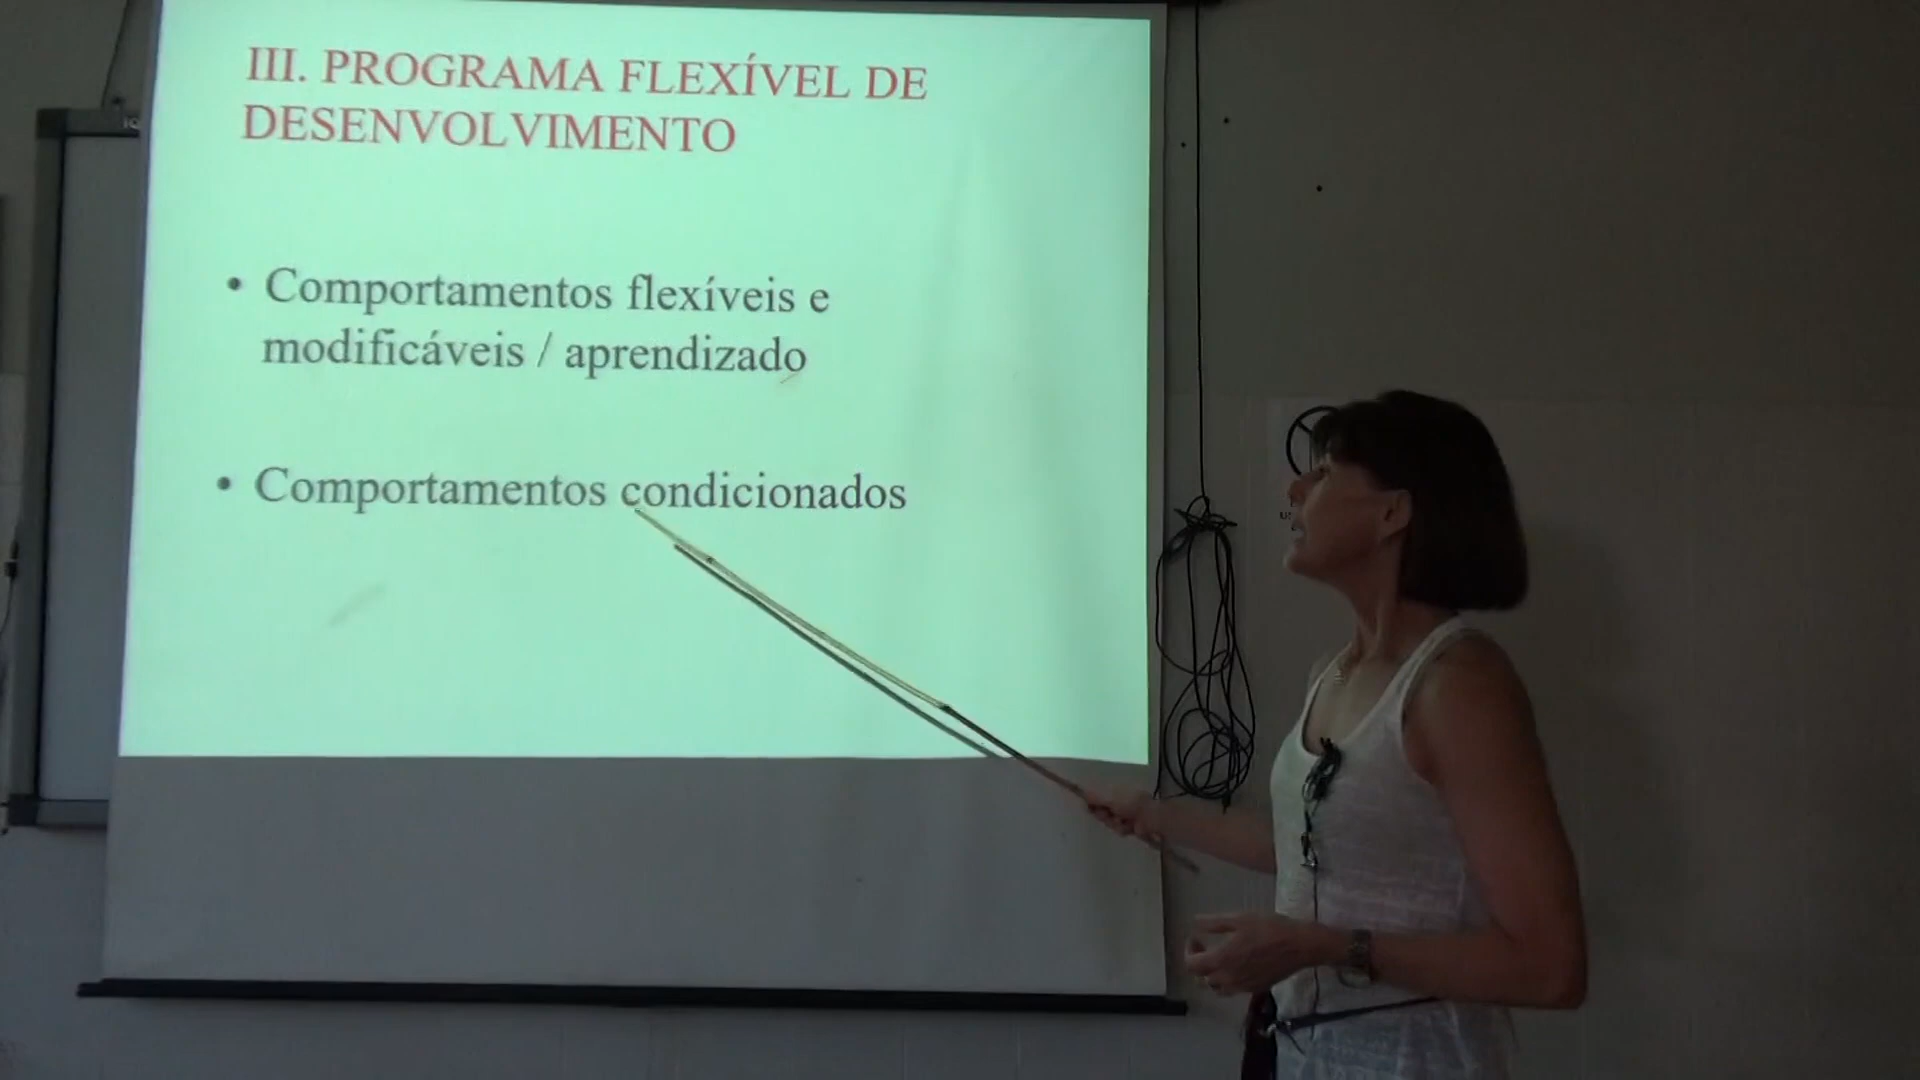 III. PROGRAMA FLEXÍVEL DE
DESENVOLVIMENTO
• Comportamentos flexíveis e
modificáveis / aprendizado
• Comportamentos condicionados